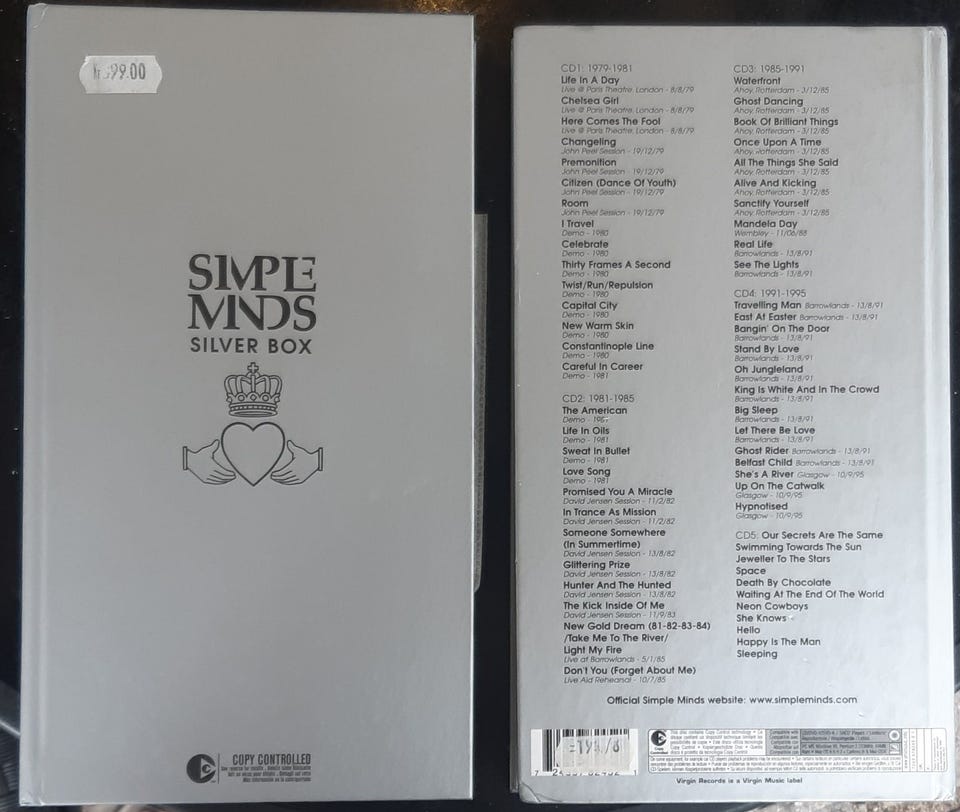 99.00
SIMPLE
MINDS
SILVER BOX
COPY CONTROLLED
CD1: 1979-1981
Life In A Day
Live @ Paris Theatre, London - 8/8/79
Chelsea Girl
Live @ Paris Theatre, London - 8/8/79
Here Comes The Fool
Live @ Paris Theatre, London - 8/8/79
Changeling
John Peel Session - 19/12/79
Premonition
John Peel Session - 19/12/79
Citizen (Dance Of Youth)
John Peel Session - 19/12/79
Room
John Peel Session - 19/12/79
I Travel
Demo - 1980
Celebrate
Demo - 1980
Thirty Frames A Second
Demo - 1980
Twist/Run/Repulsion
Demo - 1980
Capital City
Demo - 1980
New Warm Skin
Demo - 1980
Constantinople Line
Demo - 1980
Careful In Career
Demo - 1981
CD2: 1981-1985
The American
Demo - 1981
Life In Oils
Demo - 1981
Sweat In Bullet
Demo - 1981
Love Song
Demo - 1981
Promised You A Miracle
David Jensen Session - 11/2/82
In Trance As Mission
David Jensen Session - 11/2/82
Someone Somewhere
(In Summertime)
David Jensen Session - 13/8/82
Glittering Prize
David Jensen Session - 13/8/82
Hunter And The Hunted
David Jensen Session - 13/8/82
The Kick Inside Of Me
David Jensen Session - 11/9/83
New Gold Dream (81-82-83-84)
/Take Me To The River/
Light My Fire
Live at Barrowlands - 5/1/85
Don't You (Forget About Me)
Live Aid Rehearsal - 10/7/85
CD3: 1985-1991
Waterfront
Ahoy, Rotterdam - 3/12/85
Ghost Dancing
Ahoy, Rotterdam - 3/12/85
Book Of Brilliant Things
Ahoy, Rotterdam - 3/12/85
Once Upon A Time
Ahoy, Rotterdam - 3/12/85
All The Things She Said
Ahoy, Rotterdam - 3/12/85
Alive And Kicking
Ahoy, Rotterdam - 3/12/85
Sanctify Yourself
Ahoy, Rotterdam - 3/12/85
Mandela Day
Wembley - 11/06/88
Real Life
Barrowlands - 13/8/91
See The Lights
Barrowlands - 13/8/91
CD4: 1991-1995
Travelling Man Barrowlands - 13/8/91
East At Easter Barrowlands - 13/8/91
Bangin' On The Door
Barrowlands - 13/8/91
Stand By Love
Barrowlands - 13/8/91
Oh Jungleland
Barrowlands - 13/8/91
King Is White And In The Crowd
Barrowlands - 13/8/91
Big Sleep
Barrowlands - 13/8/91
Let There Be Love
Barrowlands - 13/8/91
Ghost Rider Barrowlands - 13/8/91
Belfast Child Barrowlands - 13/8/91
She's A River Glasgow - 10/9/95
Up On The Catwalk
Glasgow - 10/9/95
Hypnotised
Glasgow - 10/9/95
CD5: Our Secrets Are The Same
Swimming Towards The Sun
Jeweller To The Stars
Space
Death By Chocolate
Waiting At The End Of The World
Neon Cowboys
She Knows
Hello
Happy Is The Man
Sleeping
Official Simple Minds website: www.simpleminds.com
Virgin Records is a Virgin Music label